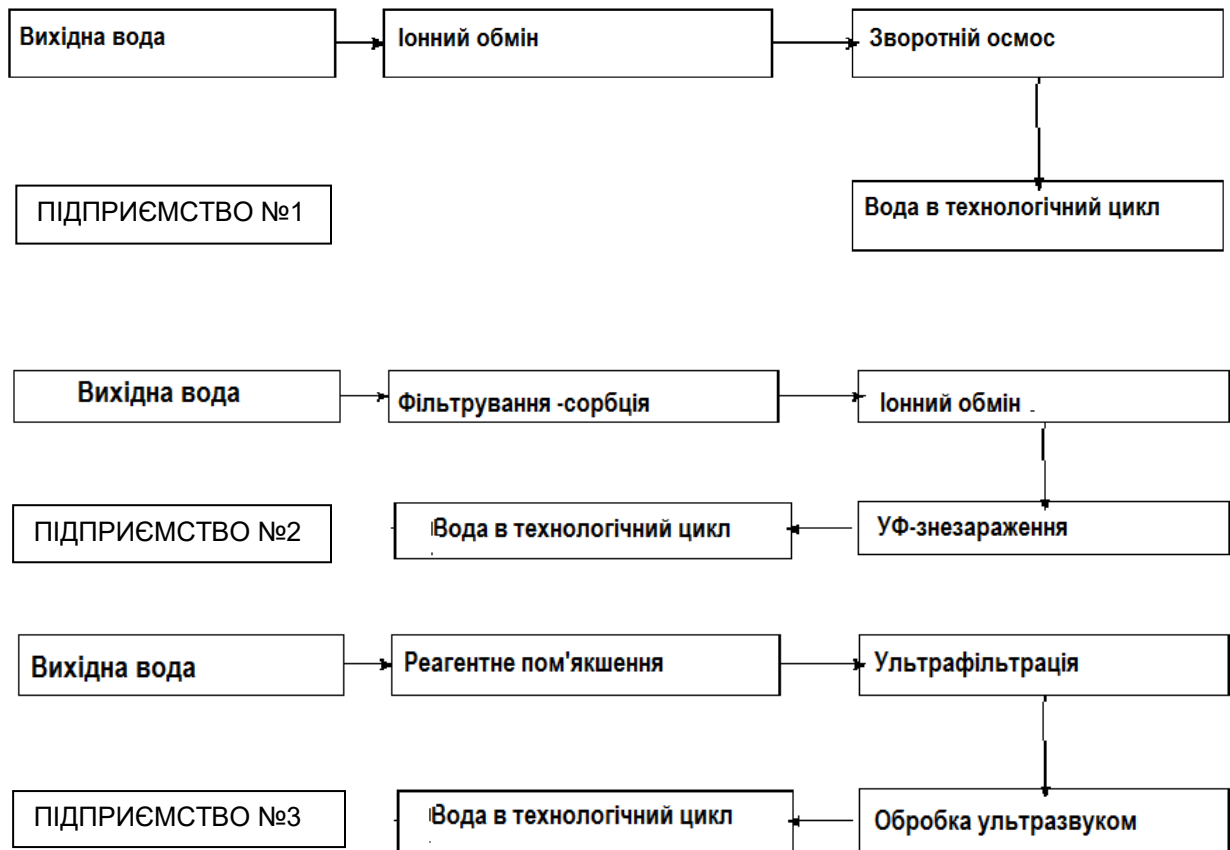 Вихідна вода
Іонний обмін
Зворотній осмос
ПІДПРИЄМСТВО №1
Вода в технологічний цикл
Вихідна вода
Фільтрування -сорбція
Іонний обмін
ПІДПРИЄМСТВО №2
Вода в технологічний цикл
УФ-знезараження
Вихідна вода
Реагентне пом'якшення
Ультрафільтрація
ПІДПРИЄМСТВО №3
Вода в технологічний цикл
Обробка ультразвуком